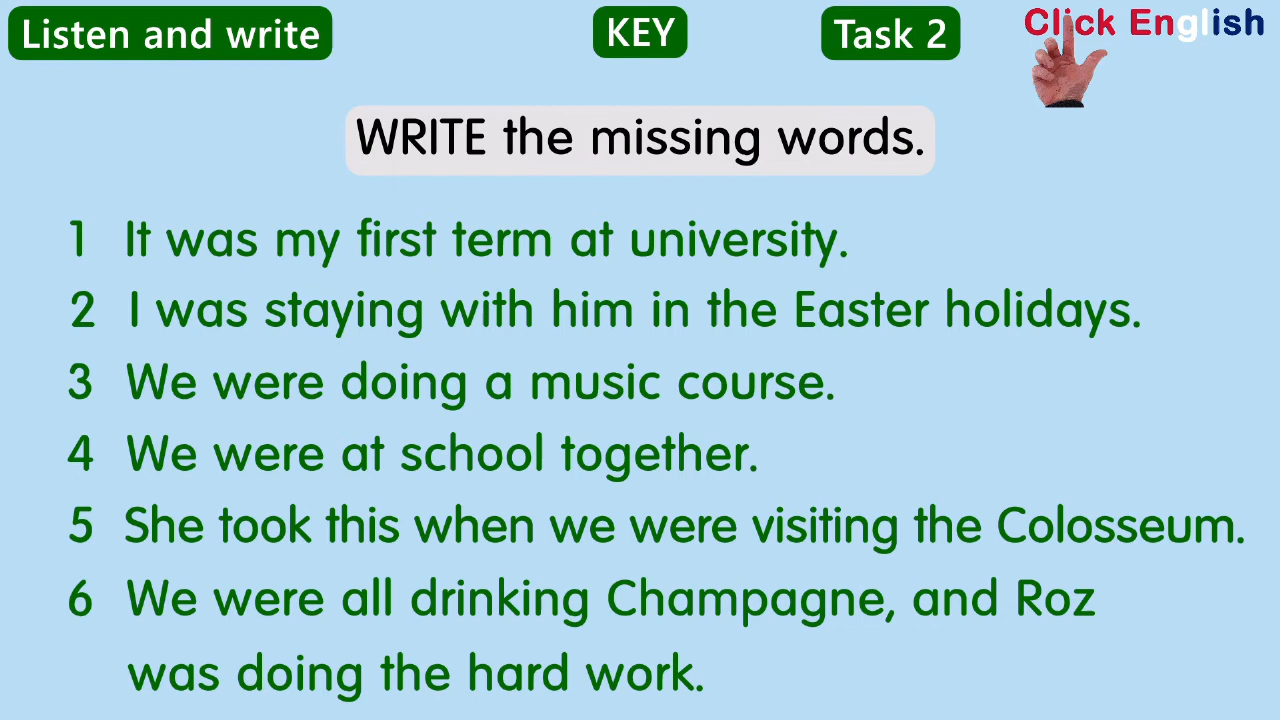 Listen and write
KEY
Task 2
Click English
WRITE the missing words.
1 It was my first term at university.
2 I was staying with him in the Easter holidays.
3 We were doing a music course.
4 We were at school together.
5 She took this when we were visiting the Colosseum.
6 We were all drinking Champagne, and Roz
was doing the hard work.